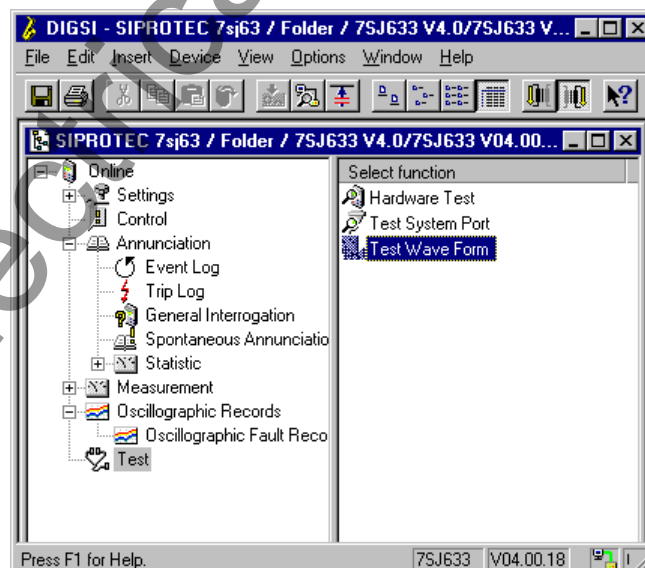 DIGSI - SIPROTEC 7sj63 / Folder / 7SJ633 V4.0/7SJ633 V...
File Edit Insert Device View Options Window Help
SIPROTEC 7sj63 / Folder / 7SJ633 V4.0/7SJ633 V04.00...
Online
Settings
Control
Annunciation
Event Log
Trip Log
General Interrogation
Spontaneous Annunciatio
Statistic
Measurement
Oscillographic Records
Oscillographic Fault Reco
Test
Select function
Hardware Test
Test System Port
Test Wave Form
Press F1 for Help.
7SJ633 V04.00.18